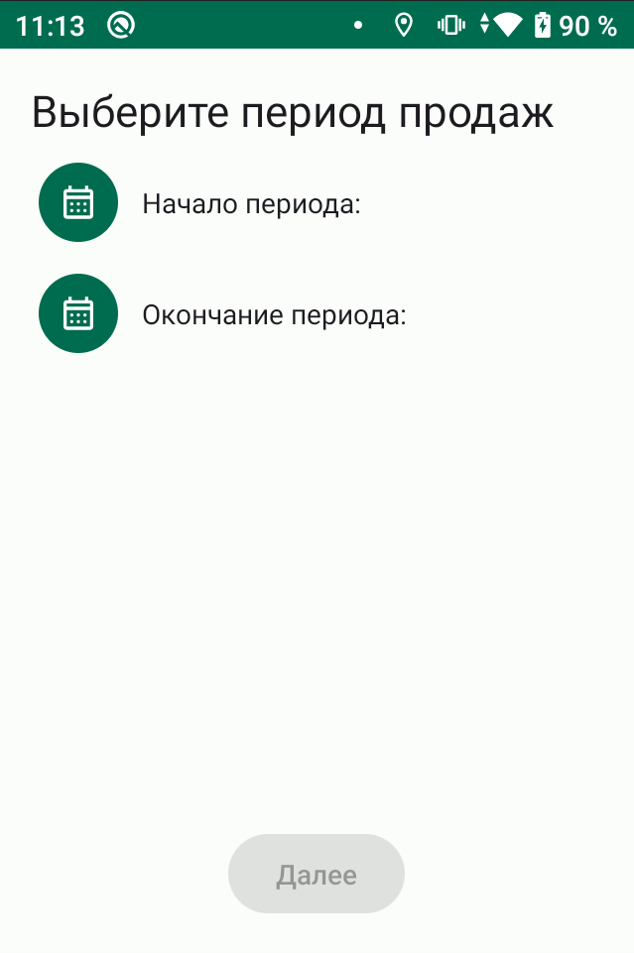 11:13 90 %
Выберите период продаж
Начало периода:
Окончание периода:
Далее